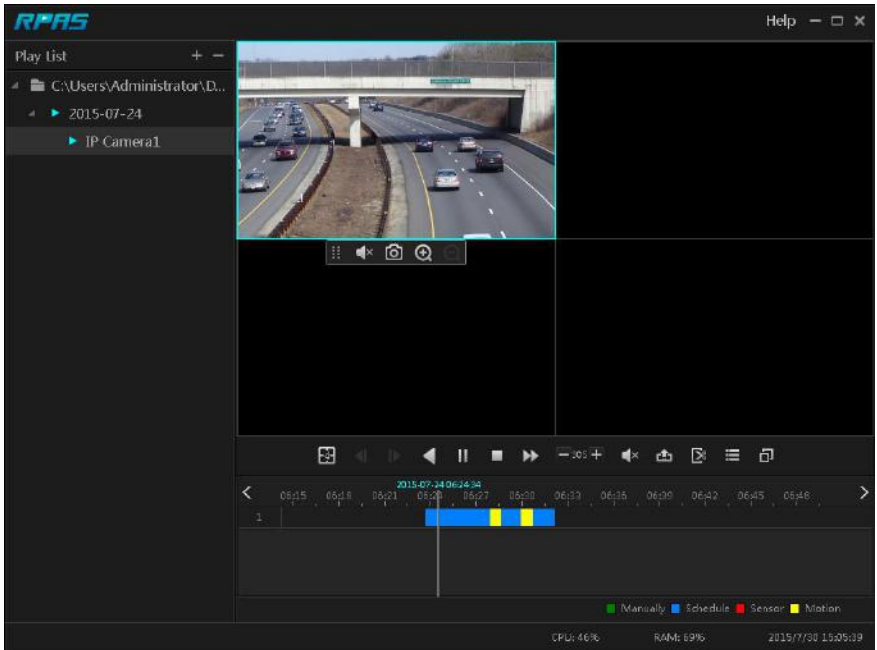 RPAS
Help
Play List
C:\Users\Administrator\D...
2015-07-24
IP Camera1
30S
2015-07-24 06:24:34
06:15 06:18 06:21 06:27 06:30 06:33 06:36 06:39 06:42 06:45 06:48
1
Manually Schedule Sensor Motion
CPU: 46% RAM: 69% 2015/7/30 15:05:39